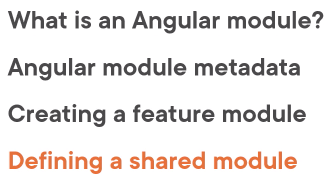 What is an Angular module?
Angular module metadata
Creating a feature module
Defining a shared module